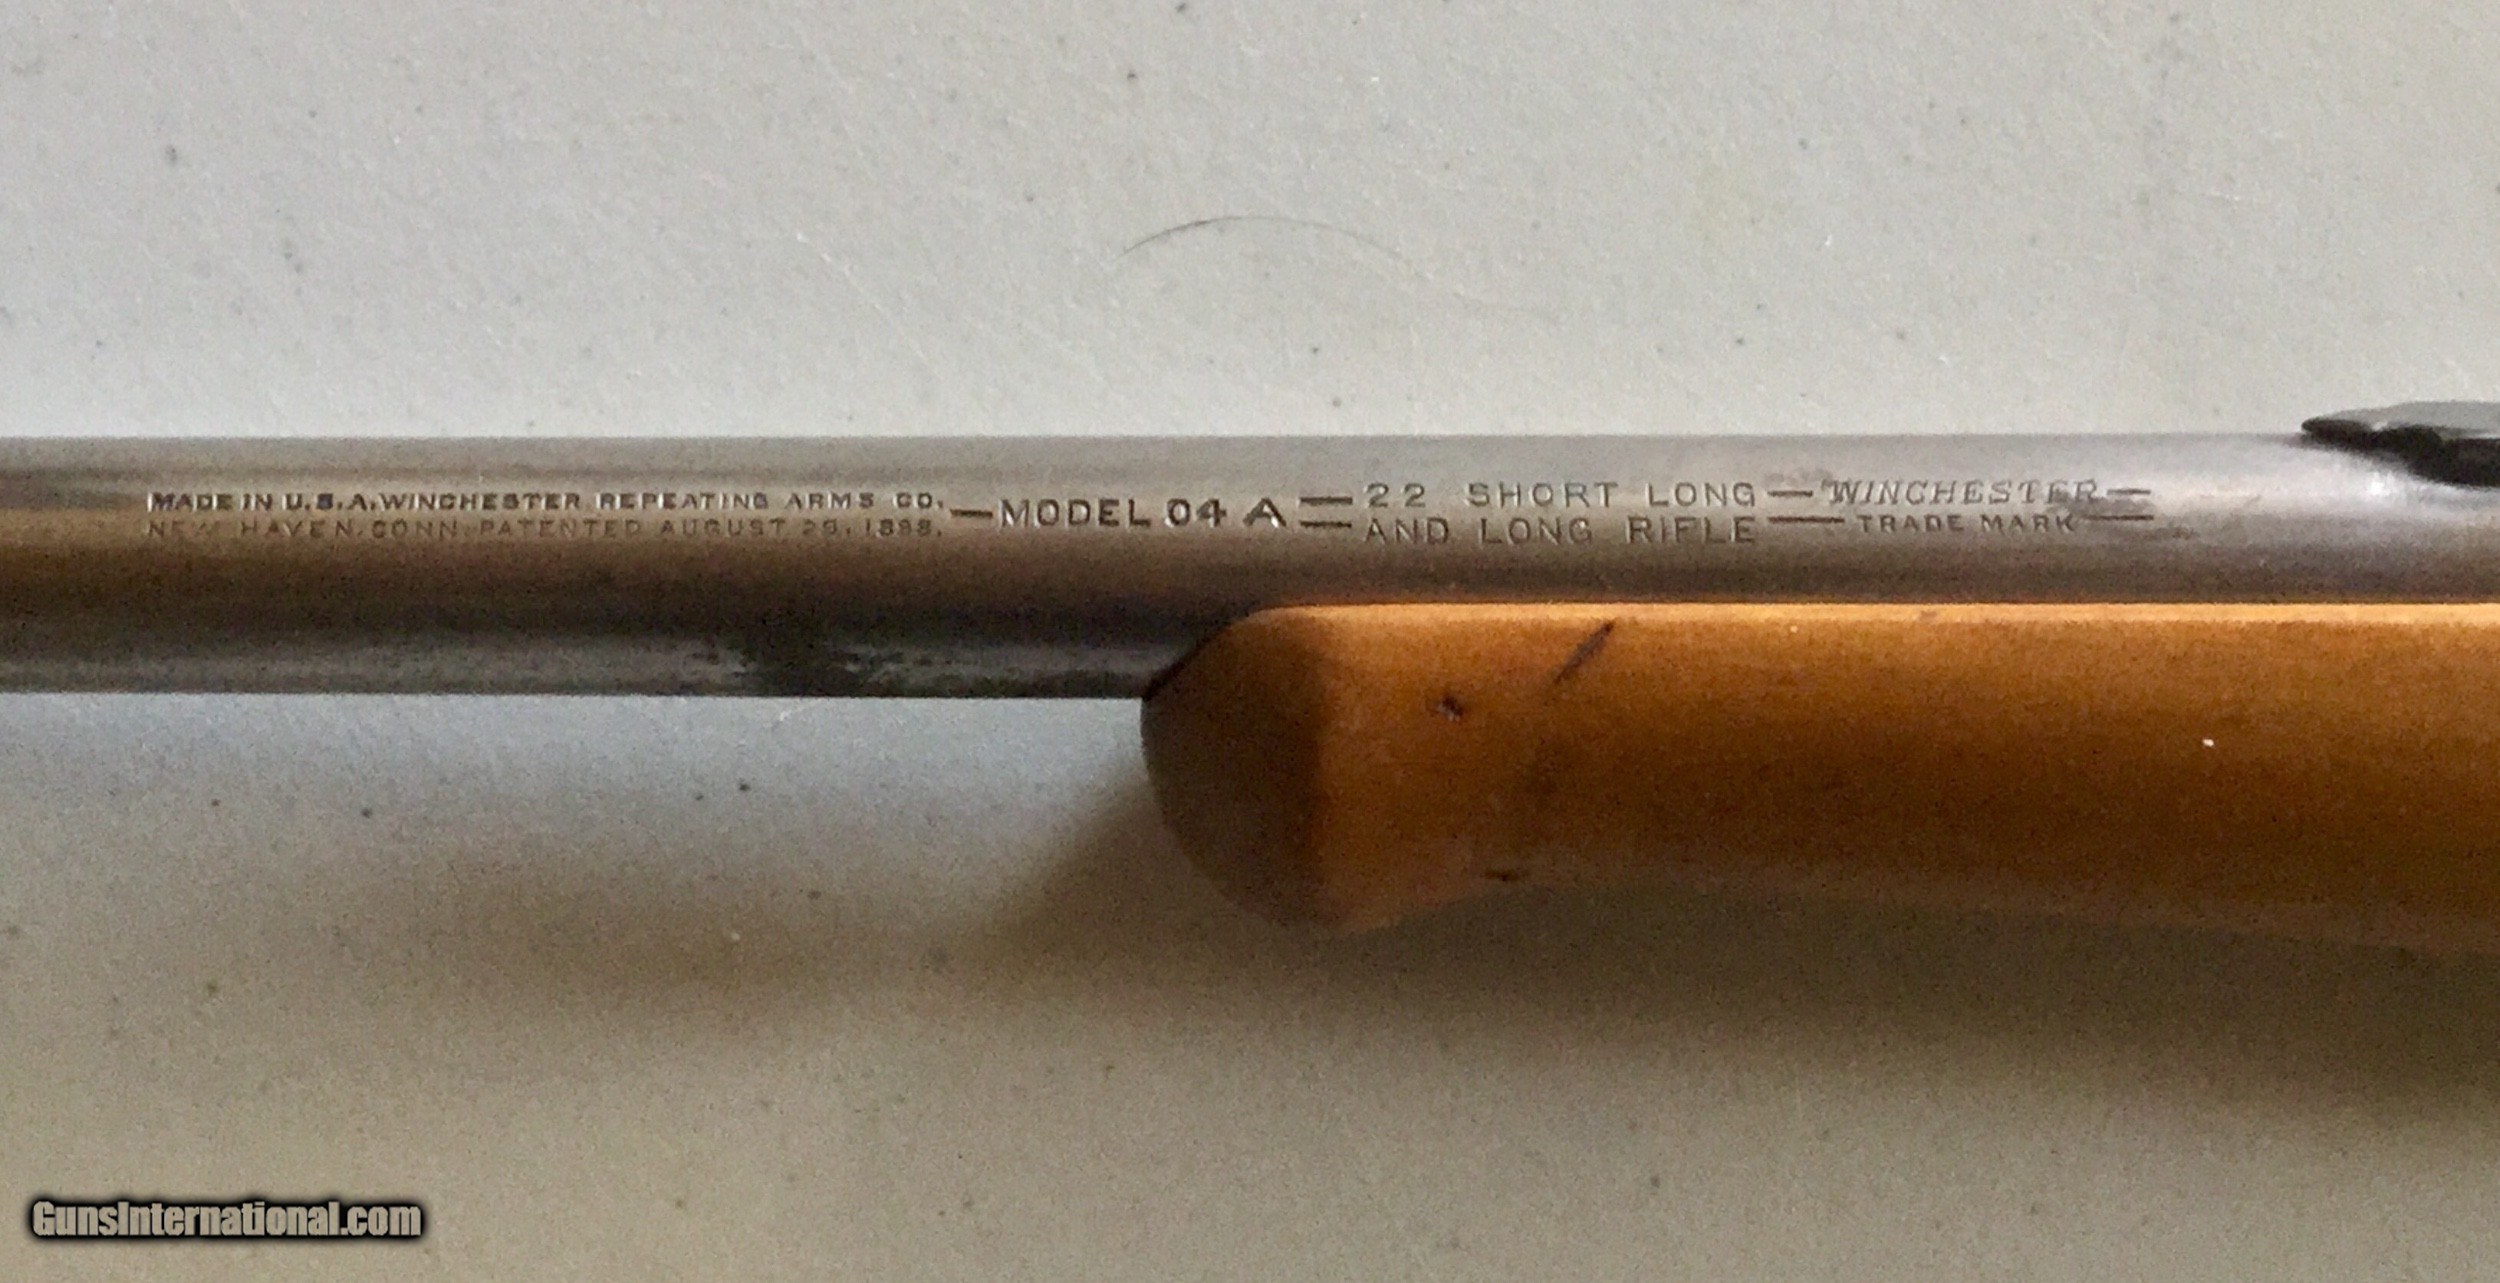 MADE IN U.S.A. WINCHESTER REPEATING ARMS CO.
NEW HAVEN. CONN. PATENTED AUGUST 29. 1899.
—MODEL 04 A—
22 SHORT LONG
AND LONG RIFLE
—WINCHESTER—
—TRADE MARK—
GunsInternational.com